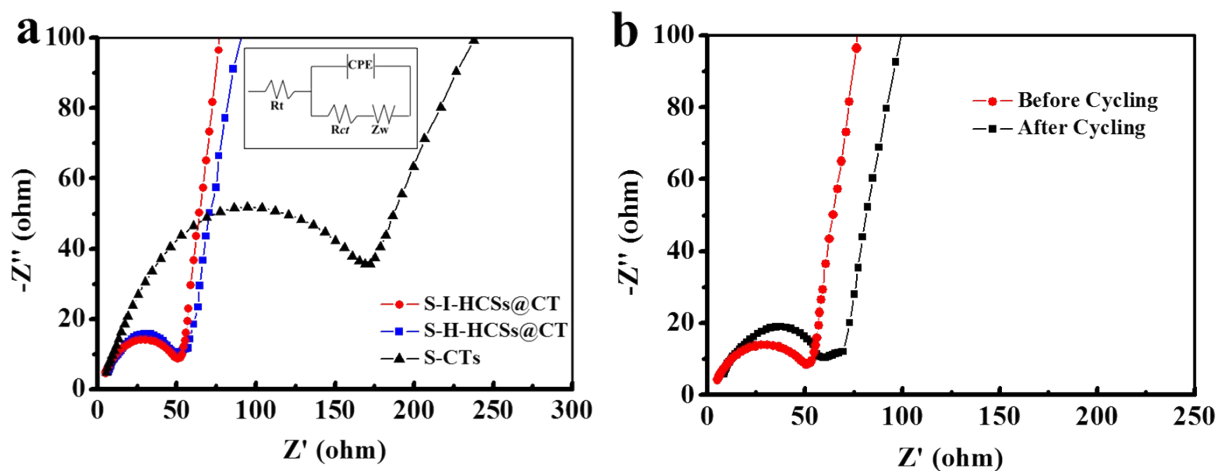 a
100
80
60
40
20
0
-Z'' (ohm)
0 50 100 150 200 250 300
Z' (ohm)
CPE
Rt
Rct Zw
S-I-HCSs@CT
S-H-HCSs@CT
S-CTs
b
100
80
60
40
20
0
-Z'' (ohm)
0 50 100 150 200 250
Z' (ohm)
Before Cycling
After Cycling